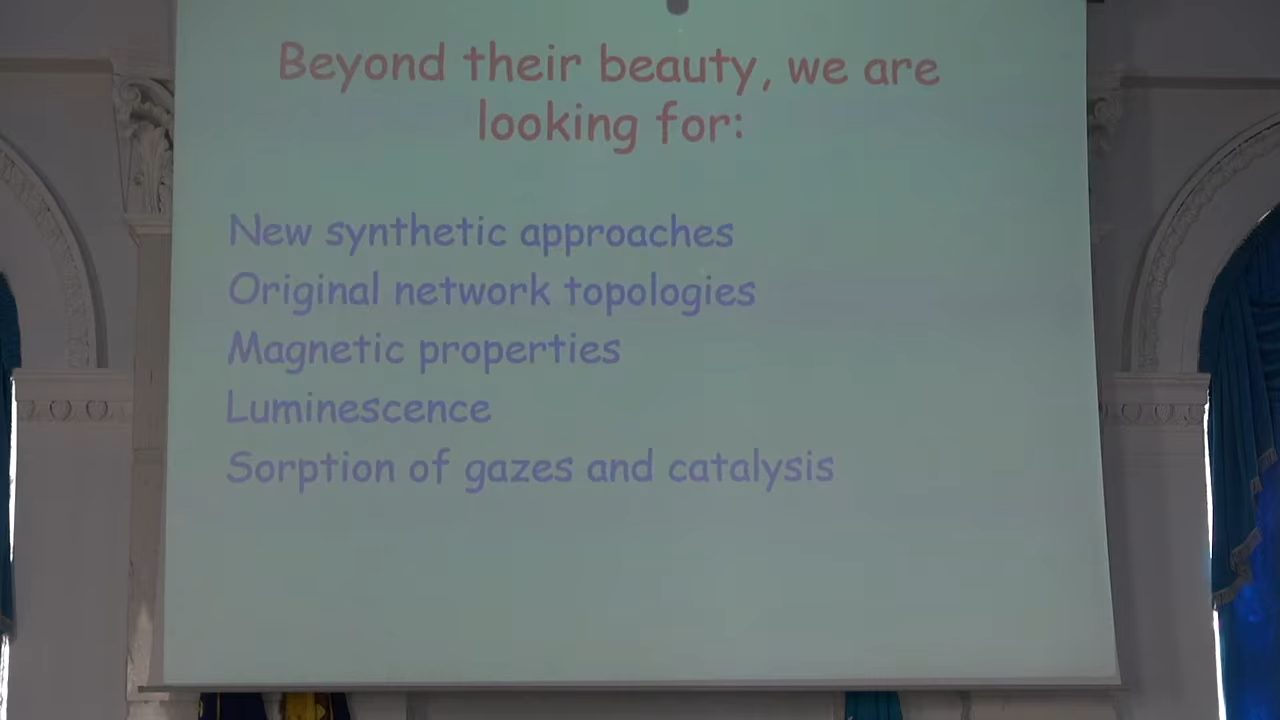 Beyond their beauty, we are
looking for:
New synthetic approaches
Original network topologies
Magnetic properties
Luminescence
Sorption of gazes and catalysis